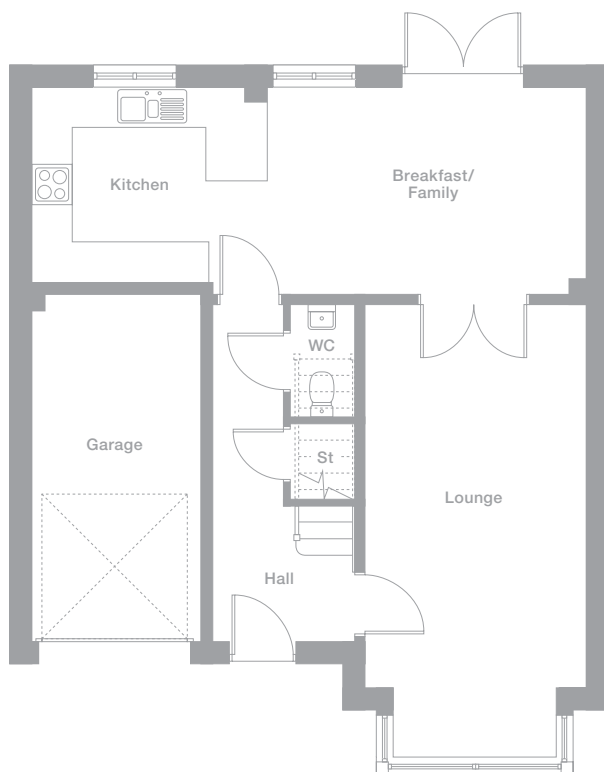 Kitchen
Breakfast/
Family
WC
Garage
St
Lounge
Hall